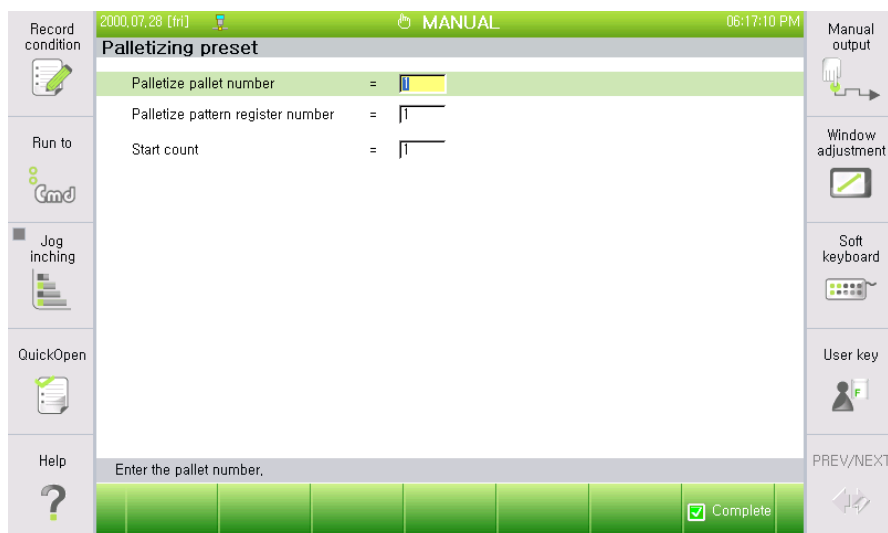 Record condition
2000,07,28 [fri]
MANUAL
06:17:10 PM
Manual output
Palletizing preset
Palletize pallet number = 1
Palletize pattern register number = 1
Start count = 1
Run to
Cmd
Window adjustment
Jog inching
Soft keyboard
QuickOpen
User key
F
Help
Enter the pallet number,
PREV/NEXT
Complete